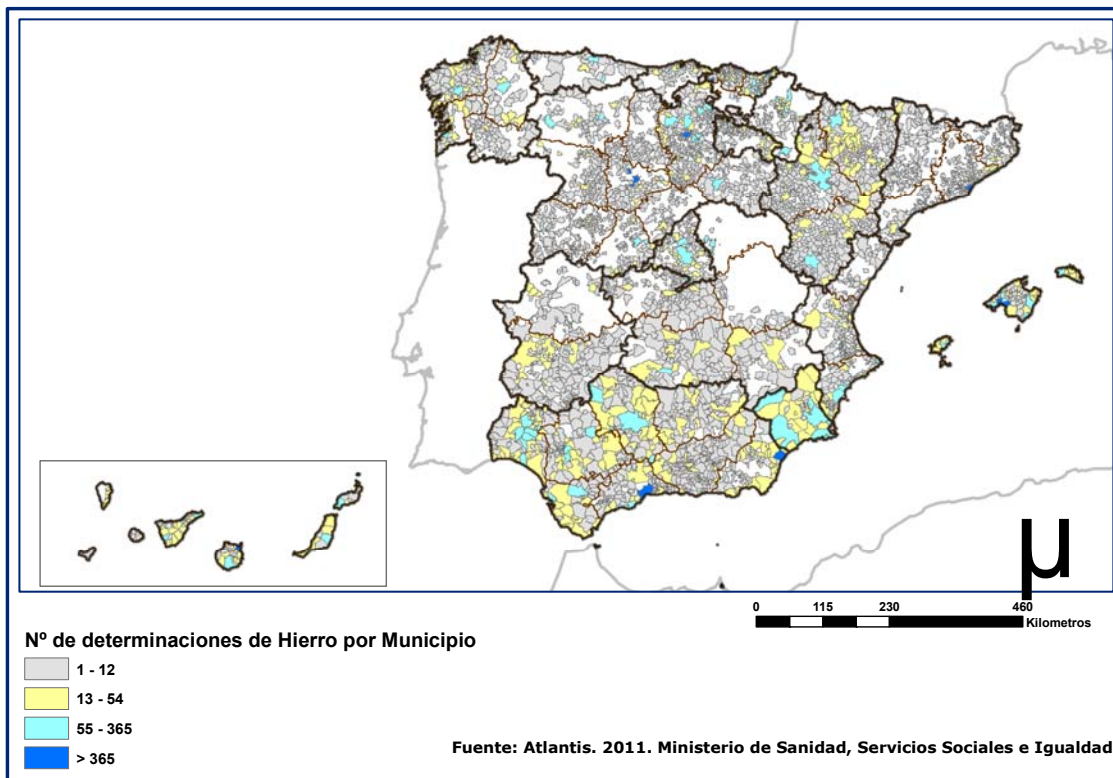 µ
0 115 230 460
Kilometros
Nº de determinaciones de Hierro por Municipio
1 - 12
13 - 54
55 - 365
> 365
Fuente: Atlantis. 2011. Ministerio de Sanidad, Servicios Sociales e Igualdad